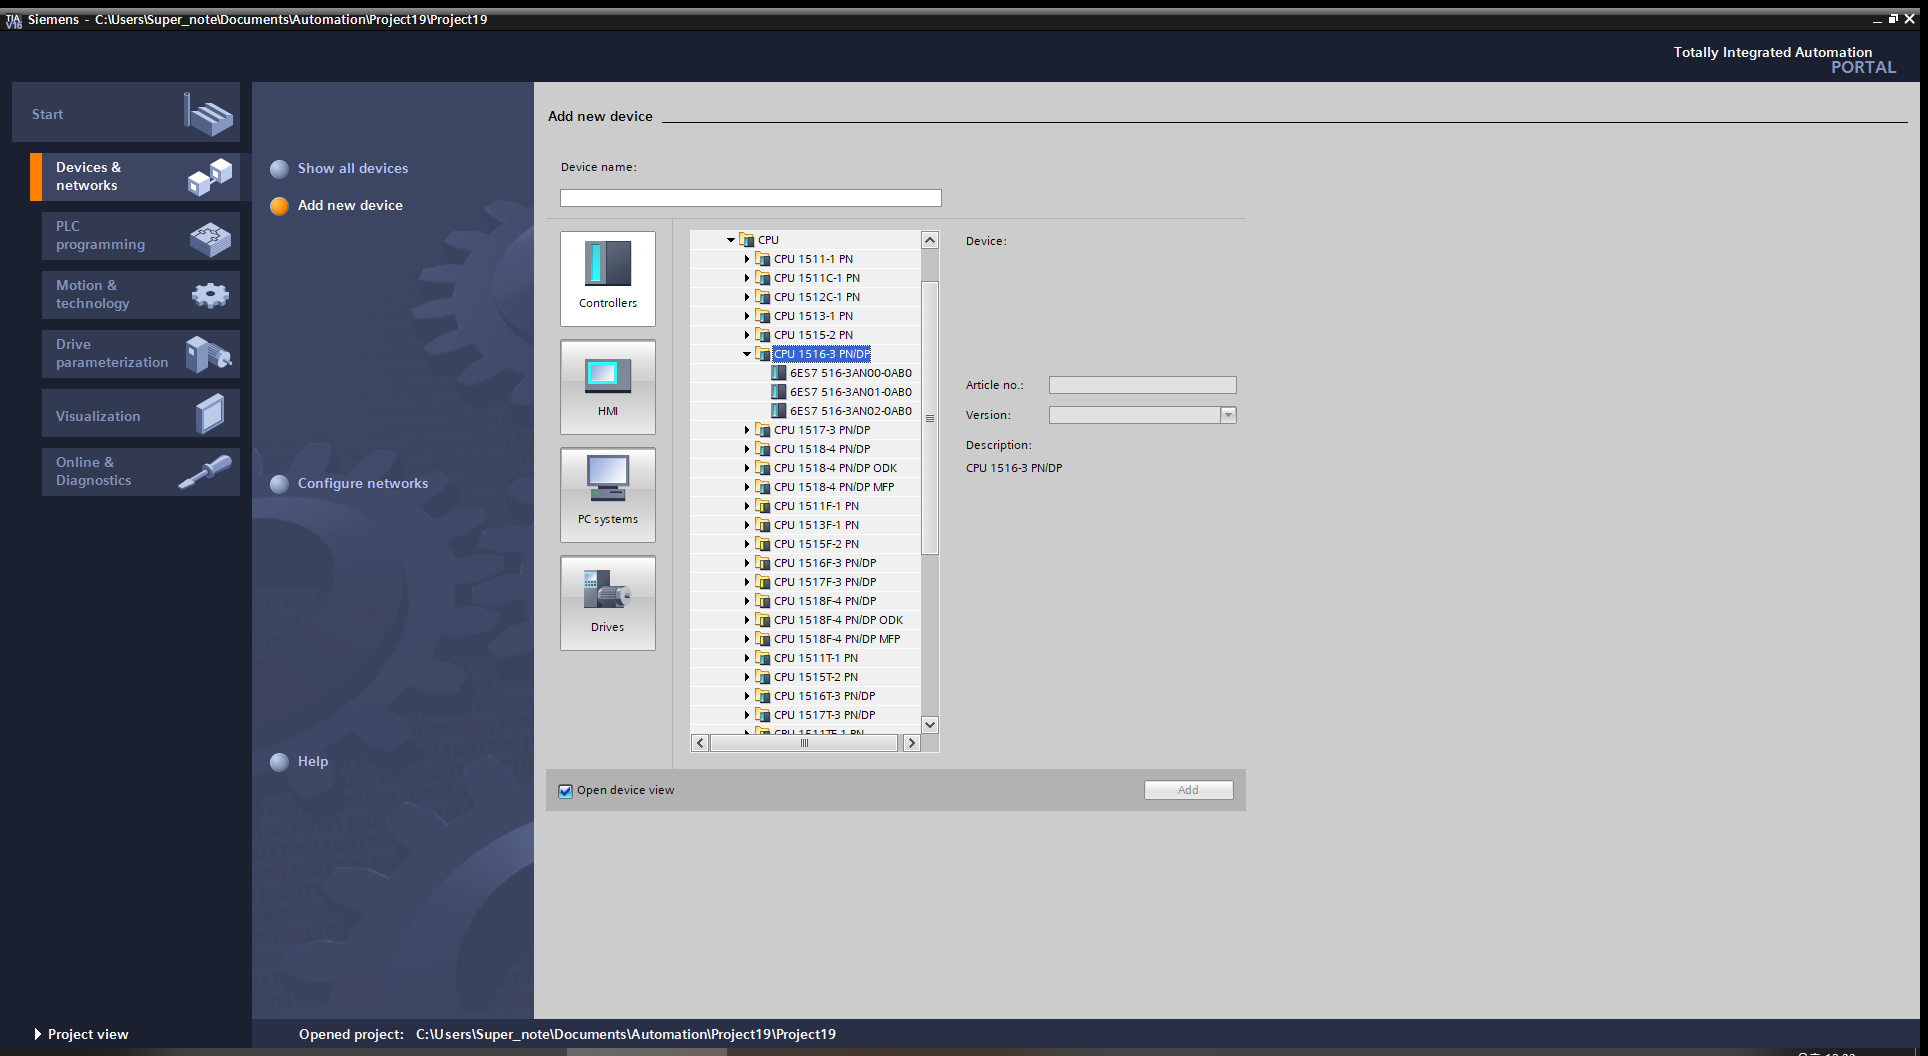 TIA
V16
Siemens - C:\Users\Super_note\Documents\Automation\Project19\Project19
Totally Integrated Automation
PORTAL
Start
Devices &
networks
PLC
programming
Motion &
technology
Drive
parameterization
Visualization
Online &
Diagnostics
Show all devices
Add new device
Configure networks
Help
Add new device
Device name:
Controllers
HMI
PC systems
Drives
CPU
CPU 1511-1 PN
CPU 1511C-1 PN
CPU 1512C-1 PN
CPU 1513-1 PN
CPU 1515-2 PN
CPU 1516-3 PN/DP
6ES7 516-3AN00-0AB0
6ES7 516-3AN01-0AB0
6ES7 516-3AN02-0AB0
CPU 1517-3 PN/DP
CPU 1518-4 PN/DP
CPU 1518-4 PN/DP ODK
CPU 1518-4 PN/DP MFP
CPU 1511F-1 PN
CPU 1513F-1 PN
CPU 1515F-2 PN
CPU 1516F-3 PN/DP
CPU 1517F-3 PN/DP
CPU 1518F-4 PN/DP
CPU 1518F-4 PN/DP ODK
CPU 1518F-4 PN/DP MFP
CPU 1511T-1 PN
CPU 1515T-2 PN
CPU 1516T-3 PN/DP
CPU 1517T-3 PN/DP
CPU 1511TF-1 PN
Device:
Article no.:
Version:
Description:
CPU 1516-3 PN/DP
Open device view
Add
Project view
Opened project: C:\Users\Super_note\Documents\Automation\Project19\Project19